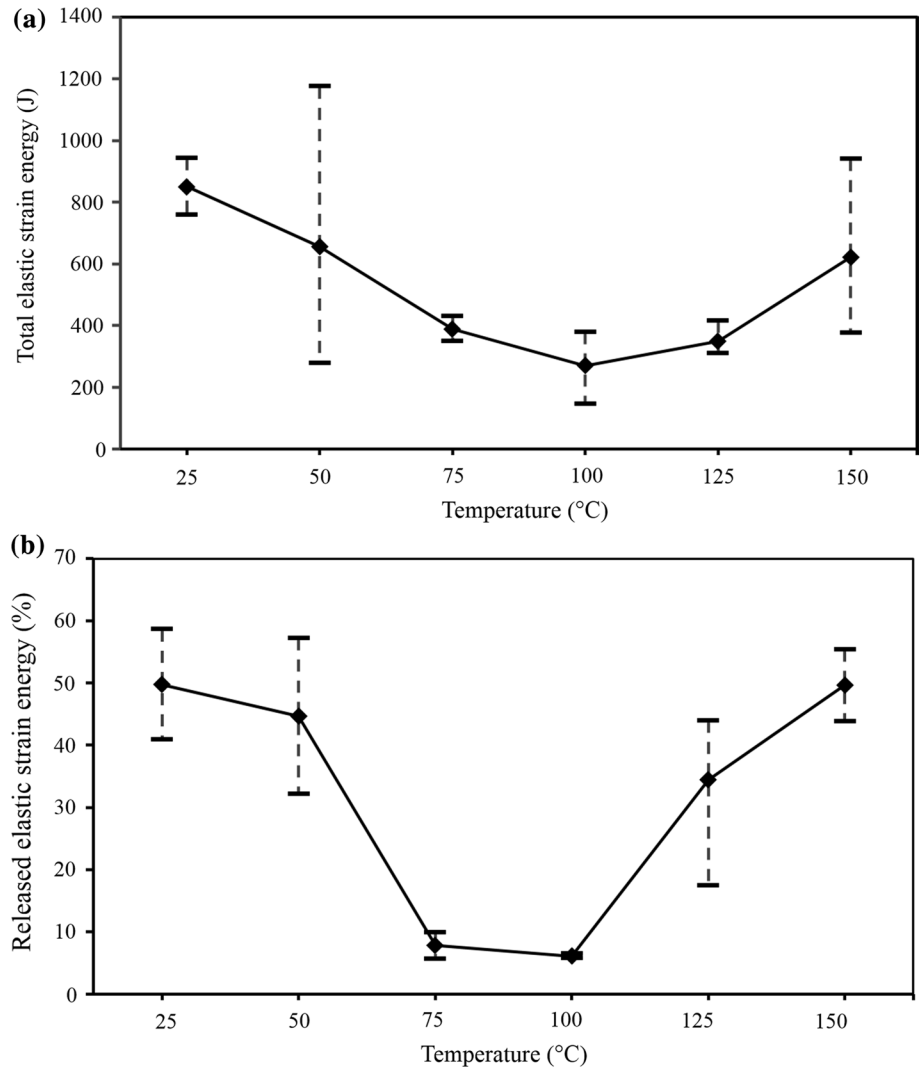 (a)
Total elastic strain energy (J)
1400
1200
1000
800
600
400
200
0
25 50 75 100 125 150
Temperature (°C)
(b)
Released elastic strain energy (%)
70
60
50
40
30
20
10
0
25 50 75 100 125 150
Temperature (°C)